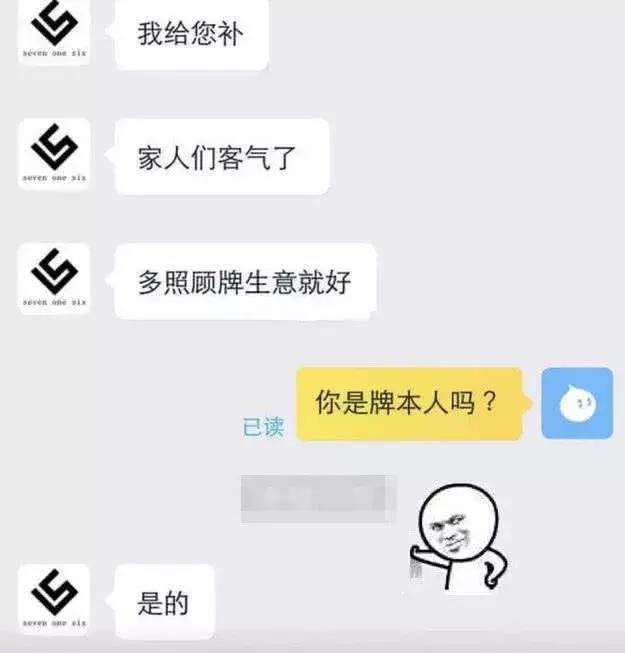 seven one six
我给您补
家人们客气了
seven one six
多照顾牌生意就好
seven one six
你是牌本人吗？
已读
是的
seven one six